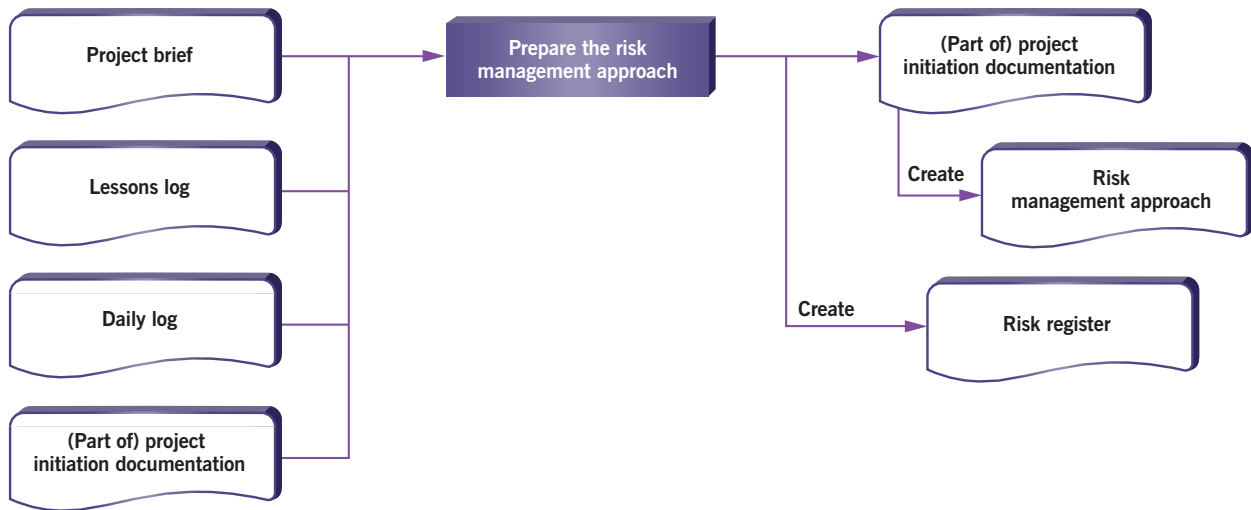 Project brief
Lessons log
Daily log
(Part of) project
initiation documentation
Prepare the risk
management approach
(Part of) project
initiation documentation
Create
Risk
management approach
Create
Risk register